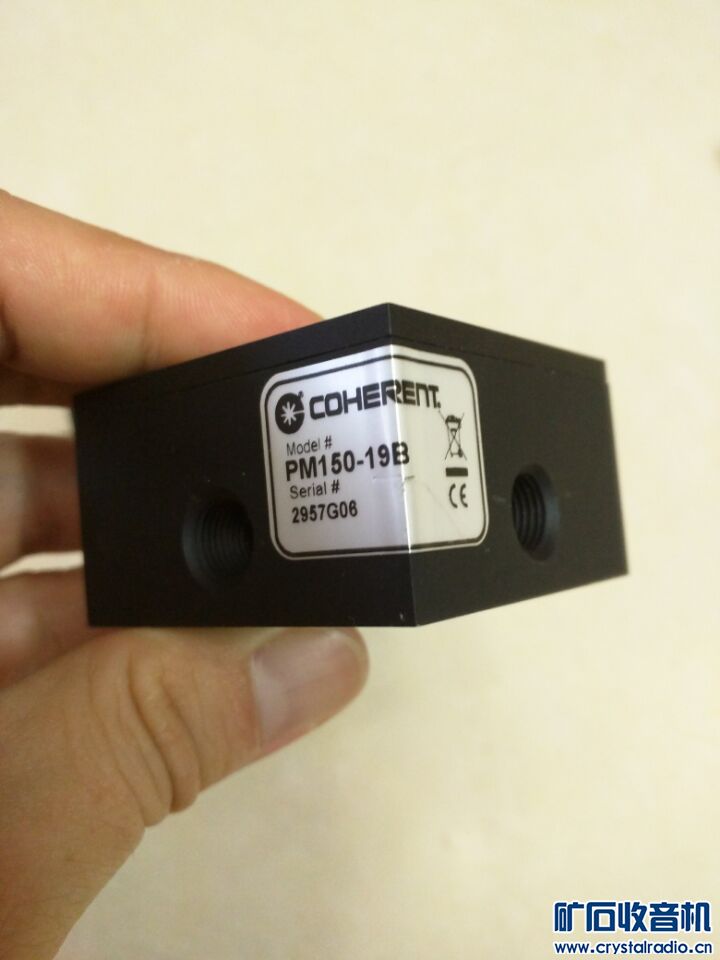 COHERENT
Model #
PM150-19B
Serial #
2957G06
CE
矿石收音机
www.crystalradio.cn